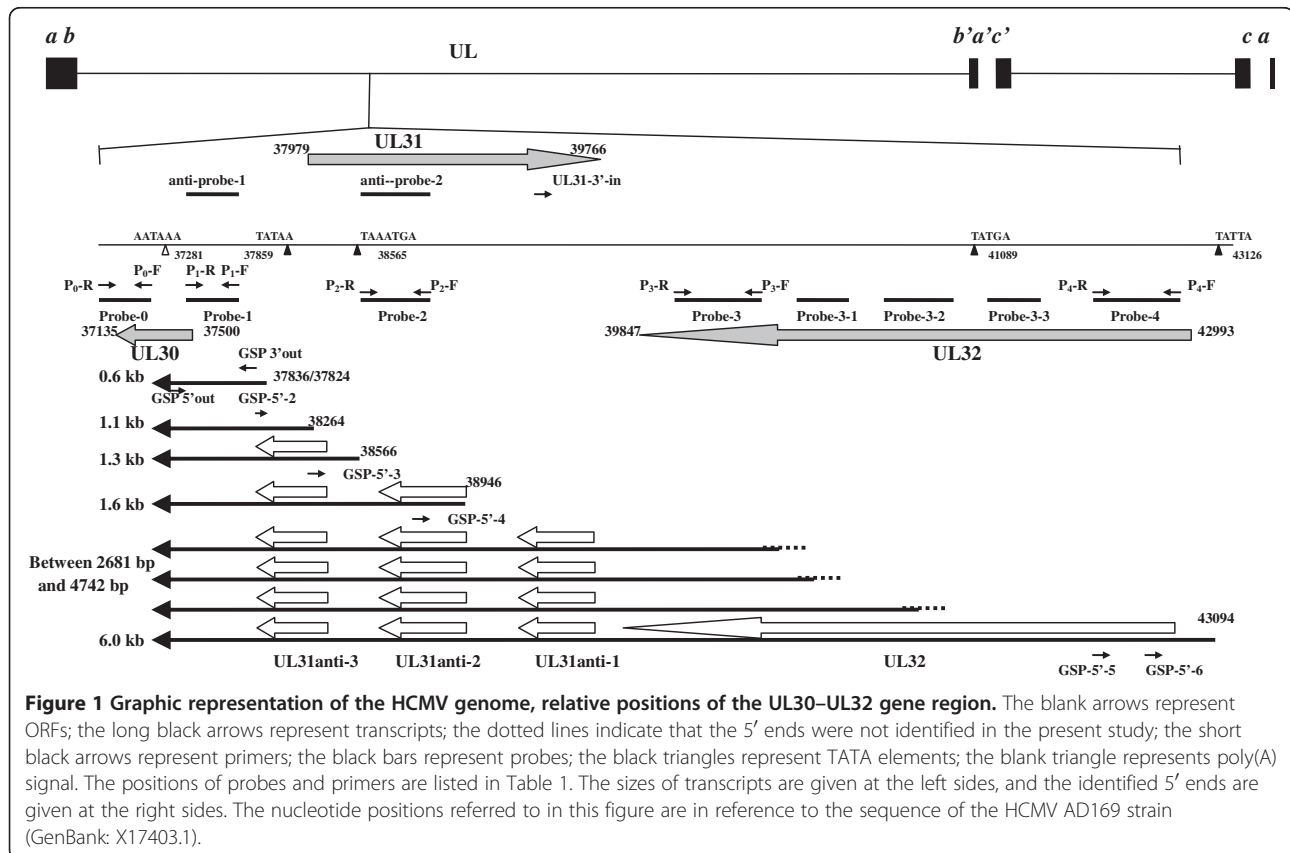 a b
UL
b'a'c'
c a
UL31
37979
39766
anti-probe-1
anti--probe-2
UL31-3'-in
AATAAA
37281
TATAA
37859
TAAATGA
38565
TATGA
41089
TATTA
43126
P0-R
P0-F
P1-R
P1-F
P2-R
P2-F
P3-R
P3-F
P4-R
P4-F
Probe-0
Probe-1
Probe-2
Probe-3
Probe-3-1
Probe-3-2
Probe-3-3
Probe-4
37135
37500
39847
42993
UL30
UL32
GSP 3'out
0.6 kb
37836/37824
GSP 5'out
GSP-5'-2
1.1 kb
38264
1.3 kb
38566
GSP-5'-3
1.6 kb
38946
GSP-5'-4
Between 2681 bp
and 4742 bp
6.0 kb
43094
UL31anti-3
UL31anti-2
UL31anti-1
UL32
GSP-5'-5
GSP-5'-6
Figure 1 Graphic representation of the HCMV genome, relative positions of the UL30–UL32 gene region. The blank arrows represent
ORFs; the long black arrows represent transcripts; the dotted lines indicate that the 5′ ends were not identified in the present study; the short
black arrows represent primers; the black bars represent probes; the black triangles represent TATA elements; the blank triangle represents poly(A)
signal. The positions of probes and primers are listed in Table 1. The sizes of transcripts are given at the left sides, and the identified 5′ ends are
given at the right sides. The nucleotide positions referred to in this figure are in reference to the sequence of the HCMV AD169 strain
(GenBank: X17403.1).